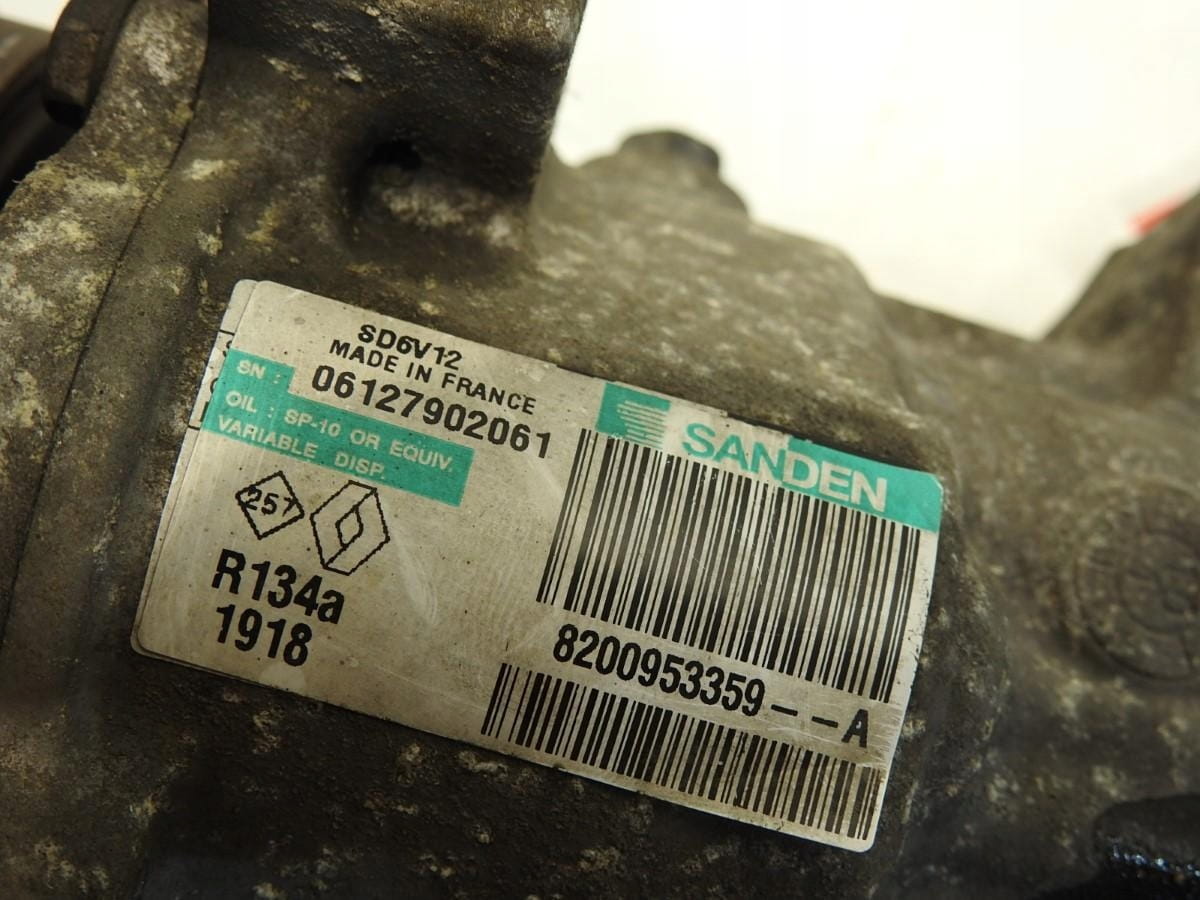 SD6V12
MADE IN FRANCE
SN : 06127902061
OIL : SP-10 OR EQUIV.
VARIABLE DISP.
257
R134a
1918
SANDEN
8200953359--A